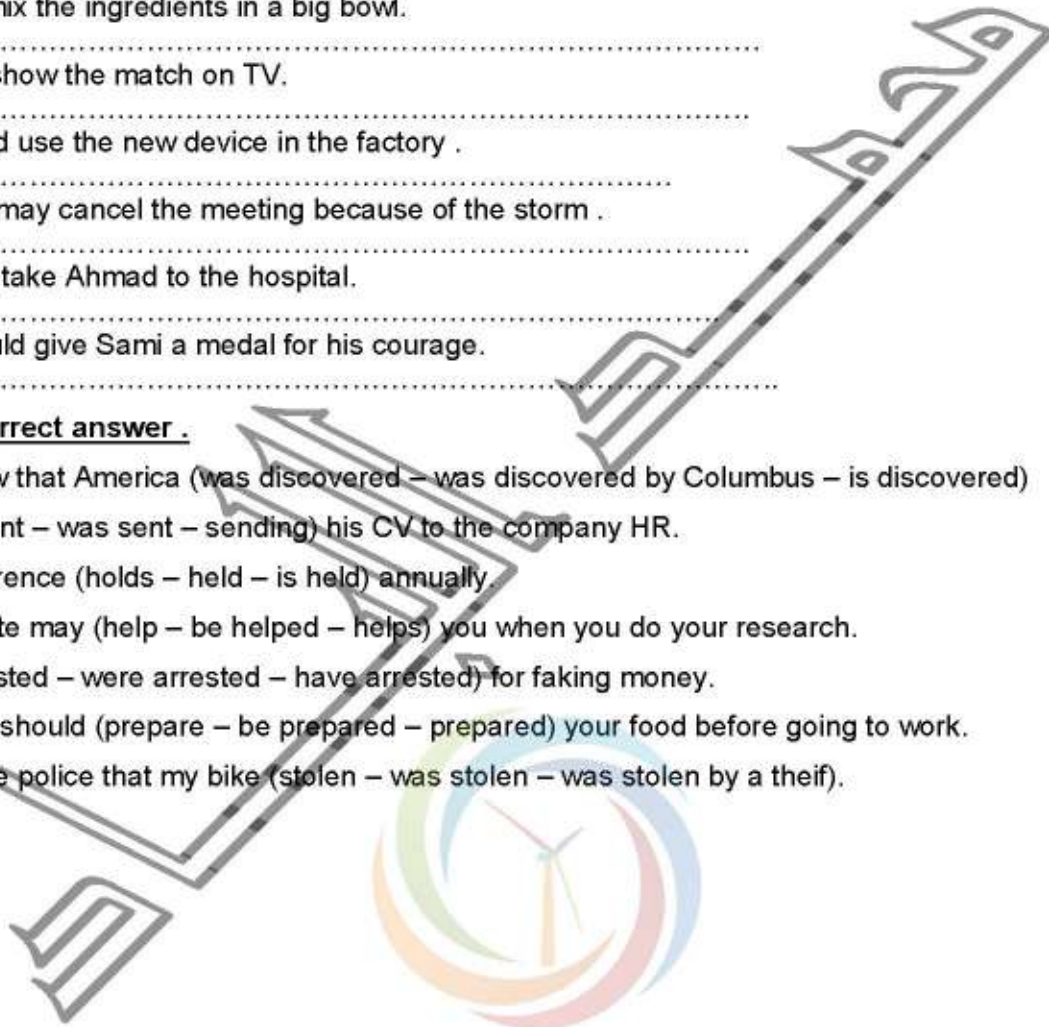 mix the ingredients in a big bowl.
................................................................................
show the match on TV.
................................................................................
d use the new device in the factory .
................................................................................
may cancel the meeting because of the storm .
................................................................................
take Ahmad to the hospital.
................................................................................
uld give Sami a medal for his courage.
................................................................................
rrect answer .
w that America (was discovered – was discovered by Columbus – is discovered)
nt – was sent – sending) his CV to the company HR.
rence (holds – held – is held) annually.
te may (help – be helped – helps) you when you do your research.
sted – were arrested – have arrested) for faking money.
should (prepare – be prepared – prepared) your food before going to work.
e police that my bike (stolen – was stolen – was stolen by a theif).